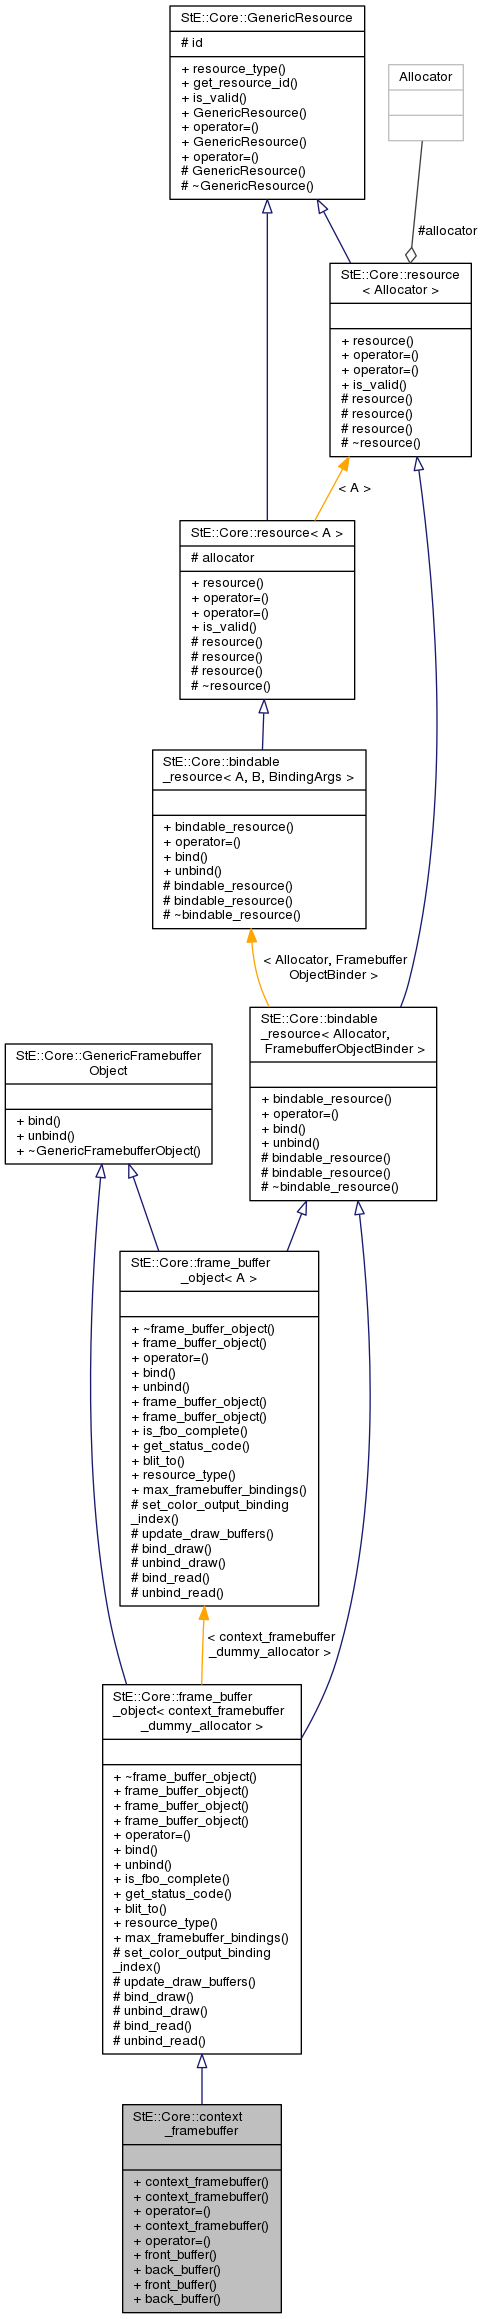 StE::Core::GenericResource
# id
+ resource_type()
+ get_resource_id()
+ is_valid()
+ GenericResource()
+ operator=()
+ GenericResource()
+ operator=()
# GenericResource()
# ~GenericResource()
Allocator
#allocator
StE::Core::resource
< Allocator >
+ resource()
+ operator=()
+ operator=()
+ is_valid()
# resource()
# resource()
# resource()
# ~resource()
< A >
StE::Core::resource< A >
# allocator
+ resource()
+ operator=()
+ operator=()
+ is_valid()
# resource()
# resource()
# resource()
# ~resource()
StE::Core::bindable
_resource< A, B, BindingArgs >
+ bindable_resource()
+ operator=()
+ bind()
+ unbind()
# bindable_resource()
# bindable_resource()
# ~bindable_resource()
< Allocator, Framebuffer
ObjectBinder >
StE::Core::bindable
_resource< Allocator,
FramebufferObjectBinder >
+ bindable_resource()
+ operator=()
+ bind()
+ unbind()
# bindable_resource()
# bindable_resource()
# ~bindable_resource()
StE::Core::GenericFramebuffer
Object
+ bind()
+ unbind()
+ ~GenericFramebufferObject()
StE::Core::frame_buffer
_object< A >
+ ~frame_buffer_object()
+ frame_buffer_object()
+ operator=()
+ bind()
+ unbind()
+ frame_buffer_object()
+ frame_buffer_object()
+ is_fbo_complete()
+ get_status_code()
+ blit_to()
+ resource_type()
+ max_framebuffer_bindings()
# set_color_output_binding
_index()
# update_draw_buffers()
# bind_draw()
# unbind_draw()
# bind_read()
# unbind_read()
< context_framebuffer
_dummy_allocator >
StE::Core::frame_buffer
_object< context_framebuffer
_dummy_allocator >
+ ~frame_buffer_object()
+ frame_buffer_object()
+ frame_buffer_object()
+ frame_buffer_object()
+ operator=()
+ bind()
+ unbind()
+ is_fbo_complete()
+ get_status_code()
+ blit_to()
+ resource_type()
+ max_framebuffer_bindings()
# set_color_output_binding
_index()
# update_draw_buffers()
# bind_draw()
# unbind_draw()
# bind_read()
# unbind_read()
StE::Core::context
_framebuffer
+ context_framebuffer()
+ context_framebuffer()
+ operator=()
+ context_framebuffer()
+ operator=()
+ front_buffer()
+ back_buffer()
+ front_buffer()
+ back_buffer()